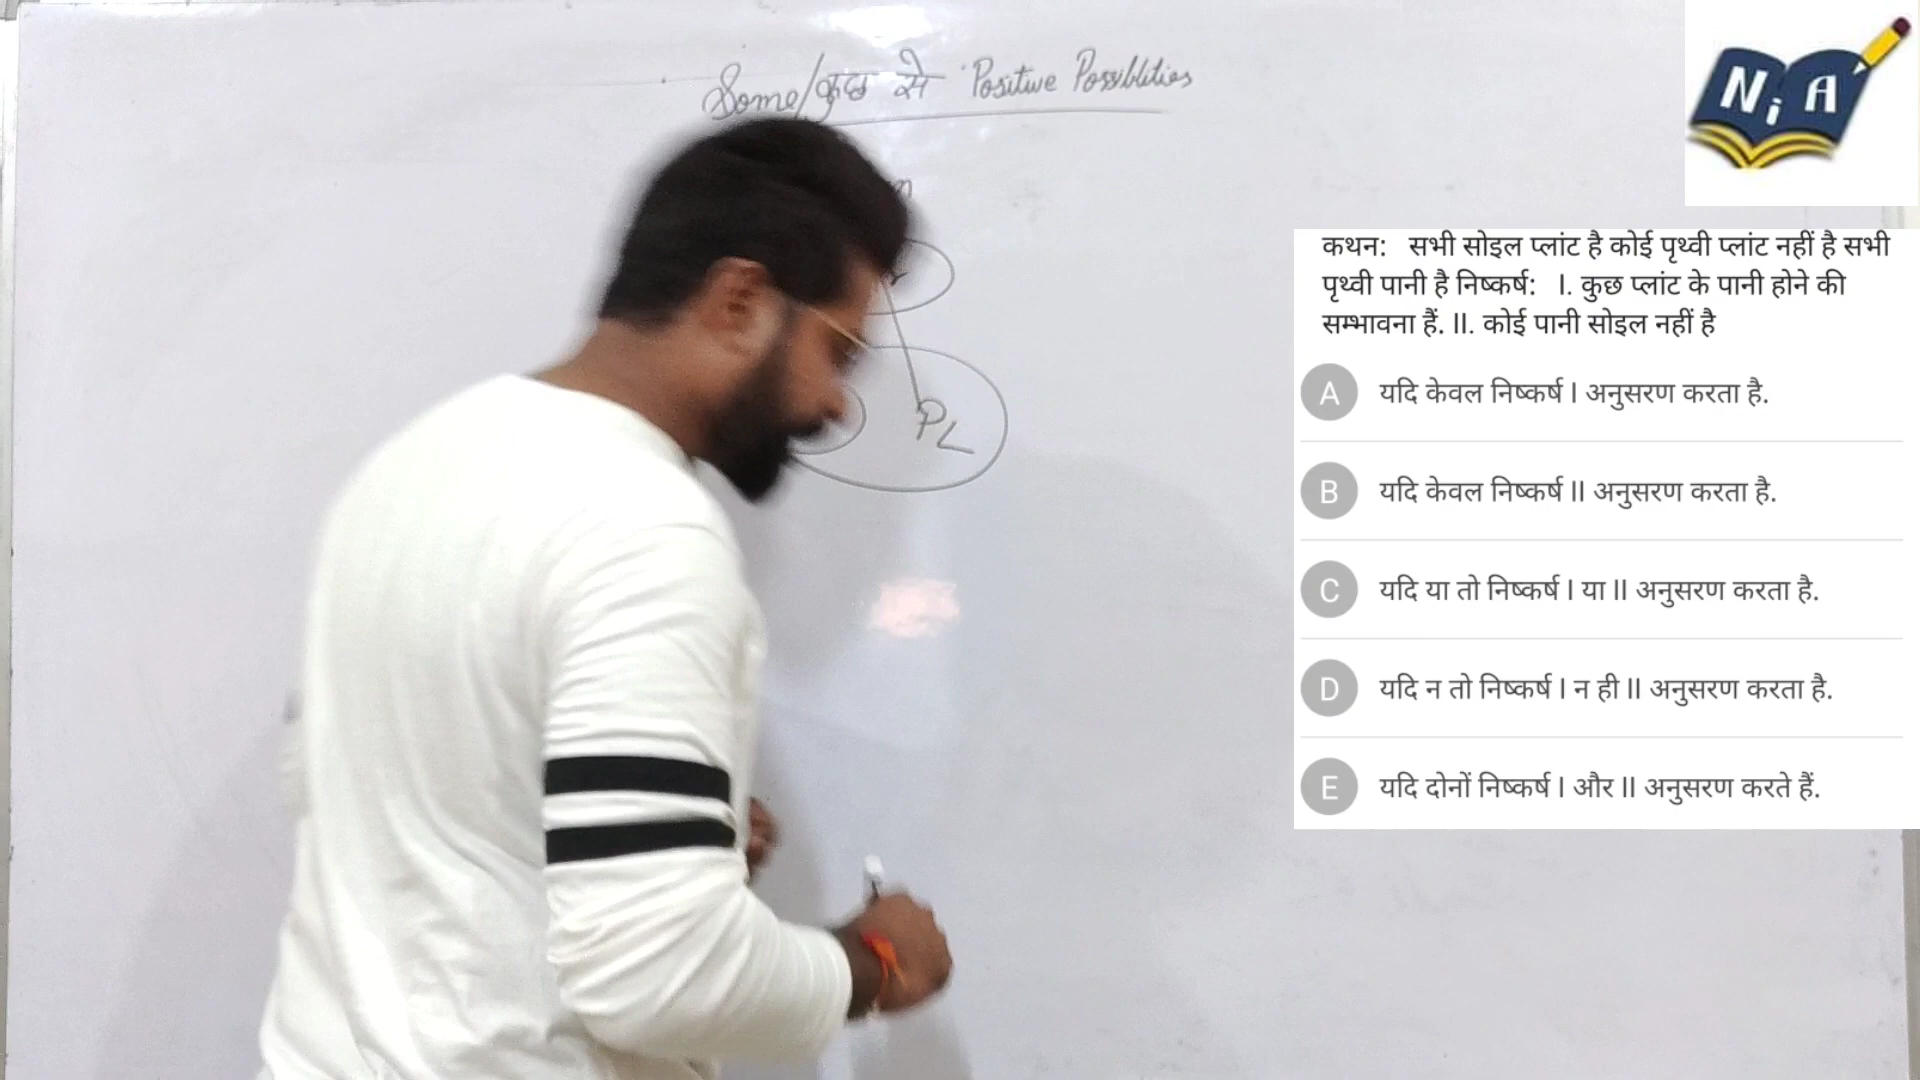 Some/कुछ से Positive Possiblities
NiA
PL
कथन: सभी सोइल प्लांट है कोई पृथ्वी प्लांट नहीं है सभी
पृथ्वी पानी है निष्कर्ष: I. कुछ प्लांट के पानी होने की
सम्भावना हैं. II. कोई पानी सोइल नहीं है
A यदि केवल निष्कर्ष I अनुसरण करता है.
B यदि केवल निष्कर्ष II अनुसरण करता है.
C यदि या तो निष्कर्ष I या II अनुसरण करता है.
D यदि न तो निष्कर्ष I न ही II अनुसरण करता है.
E यदि दोनों निष्कर्ष I और II अनुसरण करते हैं.